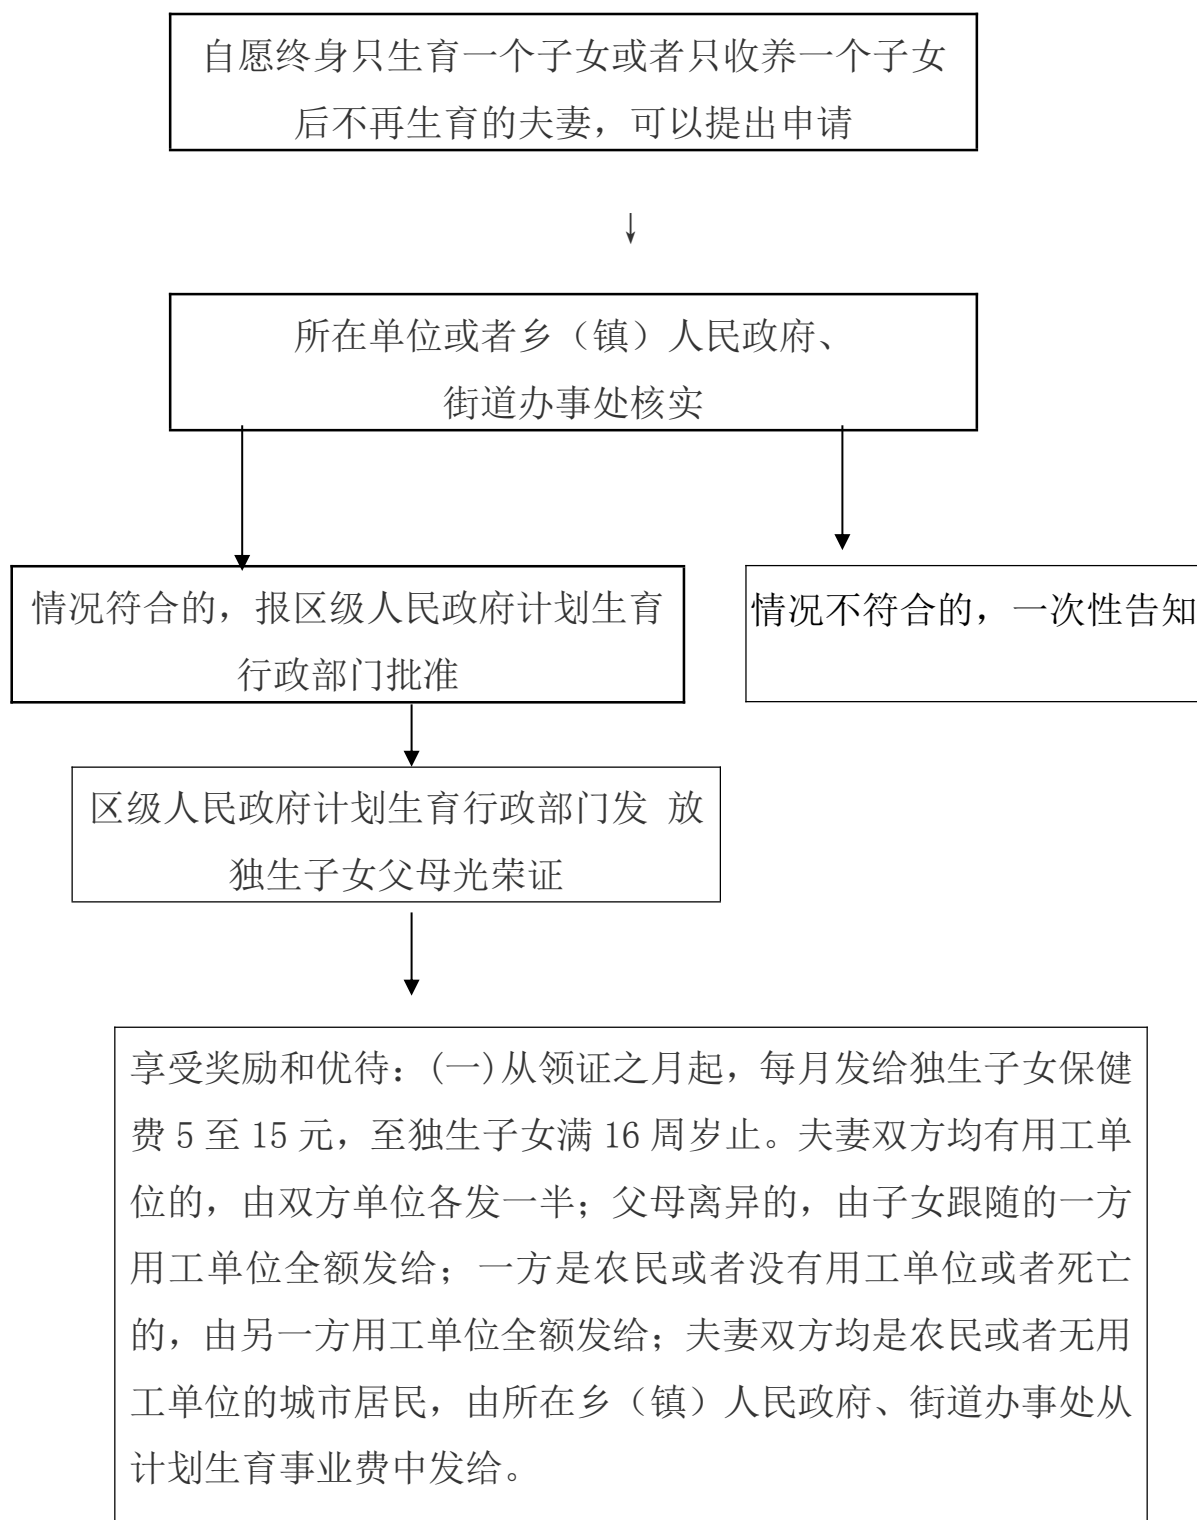 自愿终身只生育一个子女或者只收养一个子女
后不再生育的夫妻，可以提出申请
所在单位或者乡（镇）人民政府、
街道办事处核实
情况符合的，报区级人民政府计划生育
行政部门批准
情况不符合的，一次性告知
区级人民政府计划生育行政部门发 放
独生子女父母光荣证
享受奖励和优待：(一)从领证之月起，每月发给独生子女保健
费 5 至 15 元，至独生子女满 16 周岁止。夫妻双方均有用工单
位的，由双方单位各发一半；父母离异的，由子女跟随的一方
用工单位全额发给；一方是农民或者没有用工单位或者死亡
的，由另一方用工单位全额发给；夫妻双方均是农民或者无用
工单位的城市居民，由所在乡（镇）人民政府、街道办事处从
计划生育事业费中发给。